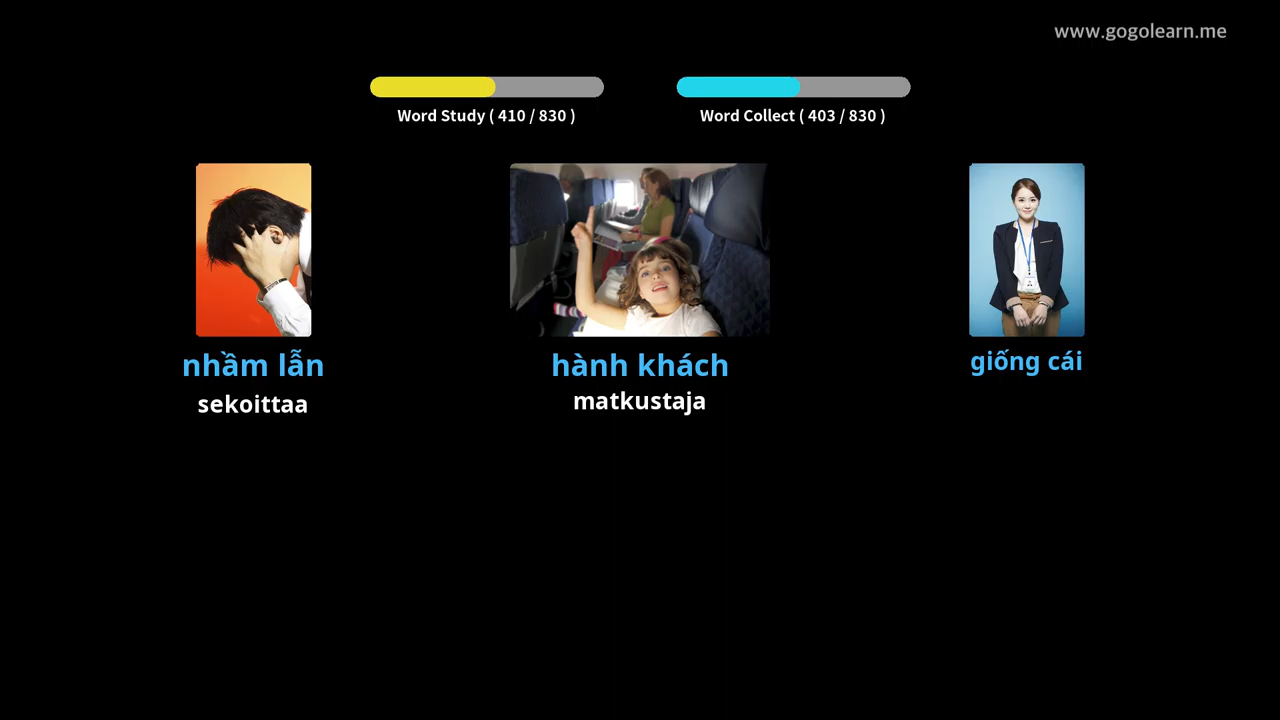 www.gogolearn.me
Word Study ( 410 / 830 )
Word Collect ( 403 / 830 )
nhầm lẫn
sekoittaa
hành khách
matkustaja
giống cái